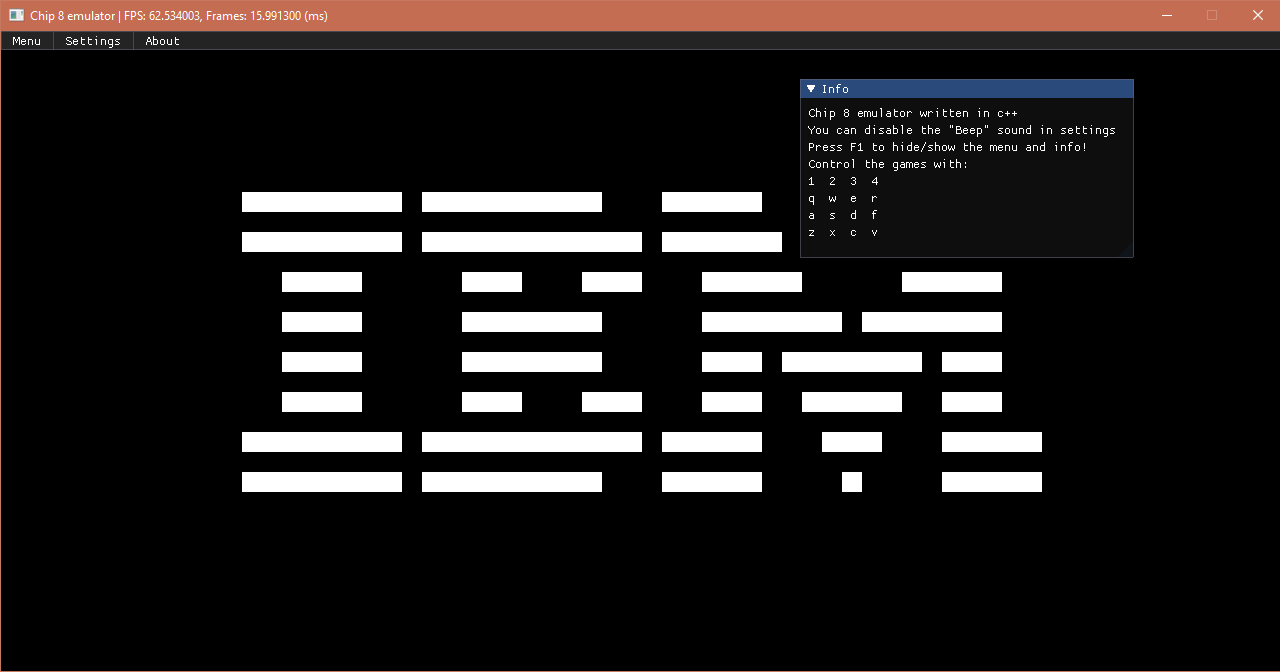 Chip 8 emulator | FPS: 62.534003, Frames: 15.991300 (ms)
Menu Settings About
Info
Chip 8 emulator written in c++
You can disable the "Beep" sound in settings
Press F1 to hide/show the menu and info!
Control the games with:
1 2 3 4
q w e r
a s d f
z x c v
IBM